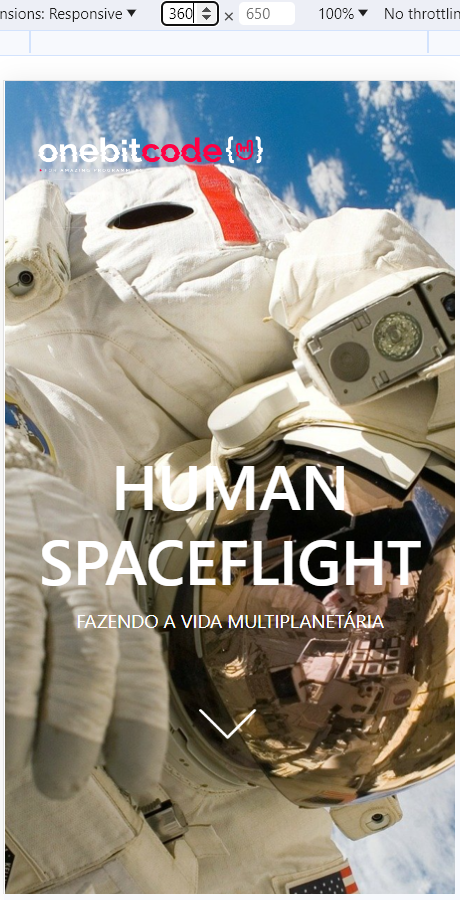 nsions: Responsive ▼ 360 × 650 100% ▼ No throttlin
onebitcode{}
HUMAN
SPACEFLIGHT
FAZENDO A VIDA MULTIPLANETÁRIA